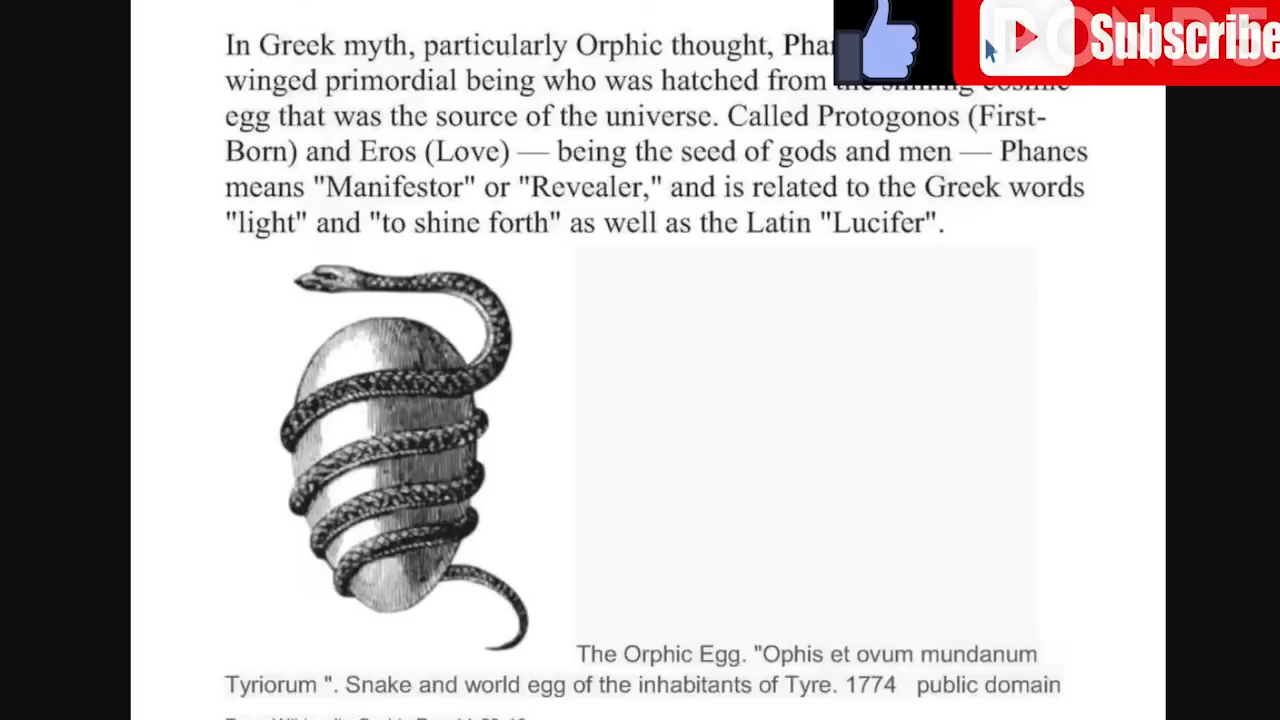 In Greek myth, particularly Orphic thought,
Subscribe
winged primordial being who was hatched from
egg that was the source of the universe. Called Protogonos (First-
Born) and Eros (Love) — being the seed of gods and men — Phanes
means "Manifestor" or "Revealer," and is related to the Greek words
"light" and "to shine forth" as well as the Latin "Lucifer".
The Orphic Egg. "Ophis et ovum mundanum
Tyriorum ". Snake and world egg of the inhabitants of Tyre. 1774 public domain